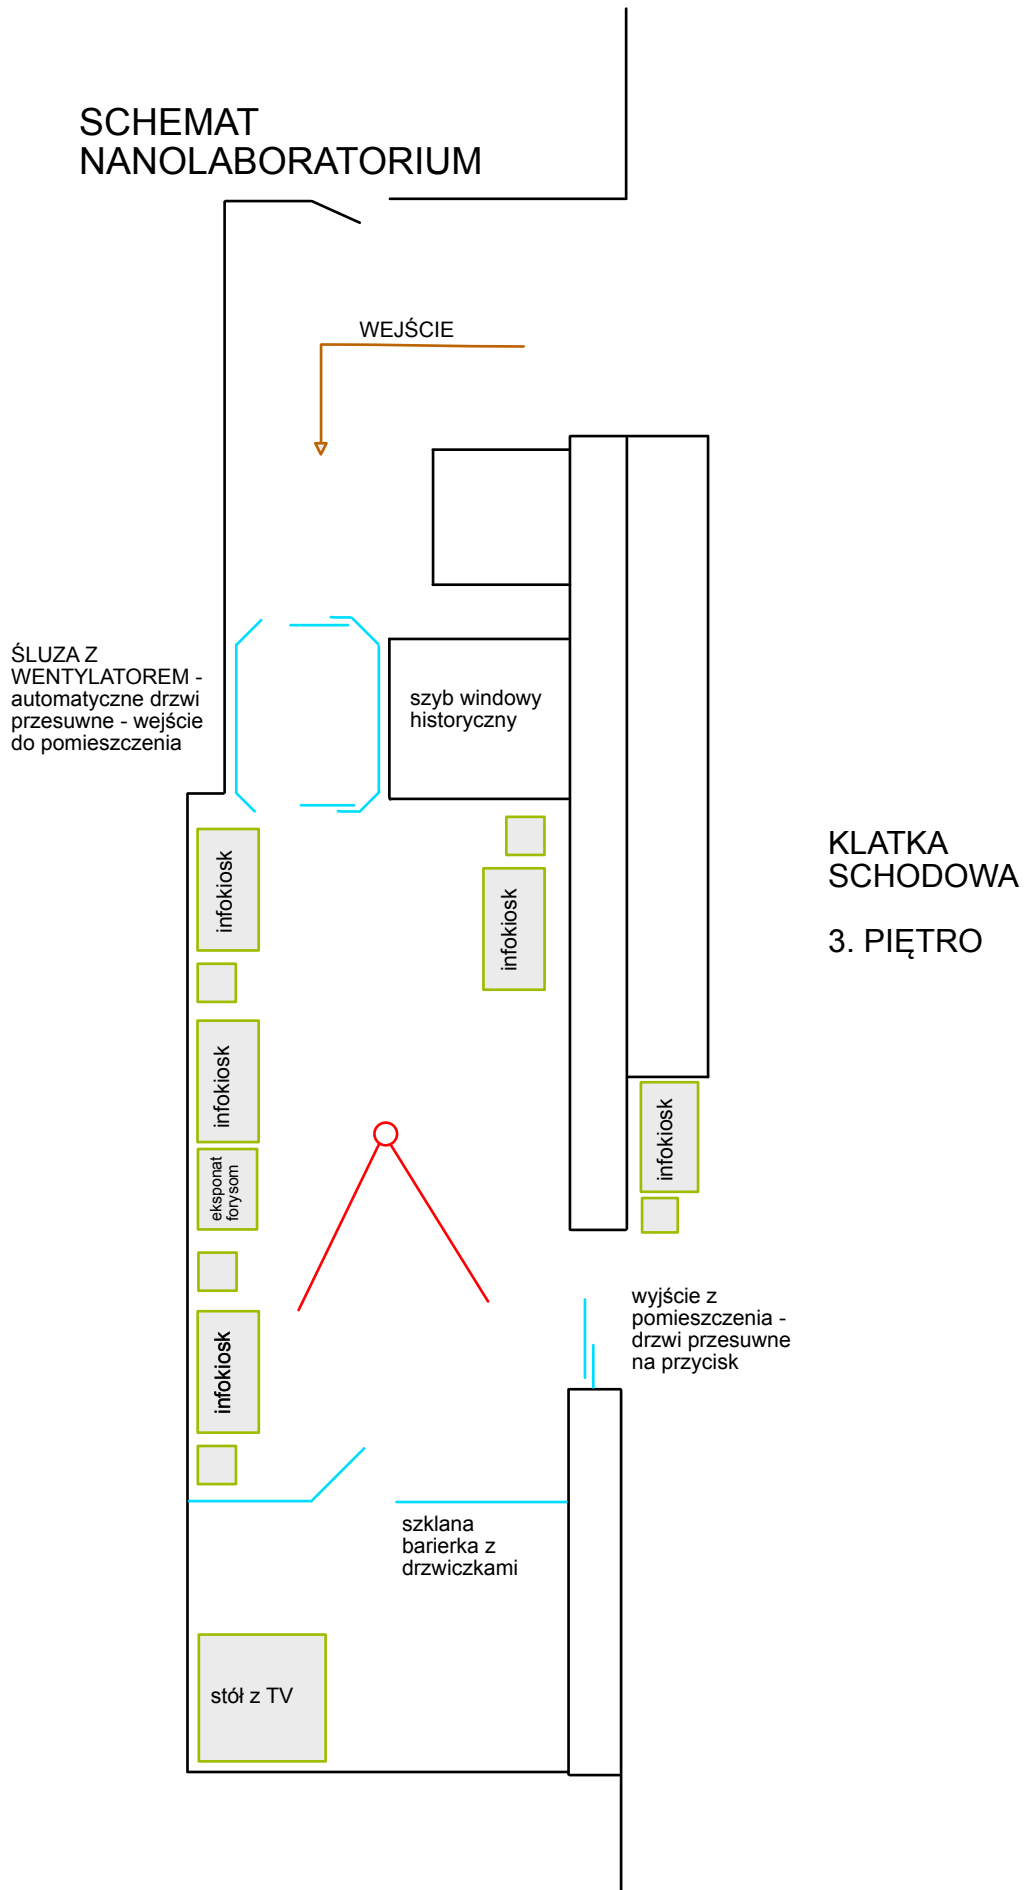 SCHEMAT
NANOLABORATORIUM
WEJŚCIE
ŚLUZA Z
WENTYLATOREM -
automatyczne drzwi
przesuwne - wejście
do pomieszczenia
szyb windowy
historyczny
infokiosk
infokiosk
KLATKA
SCHODOWA
3. PIĘTRO
infokiosk
infokiosk
eksponat
forysom
infokiosk
wyjście z
pomieszczenia -
drzwi przesuwne
na przycisk
szklana
barierka z
drzwiczkami
stół z TV